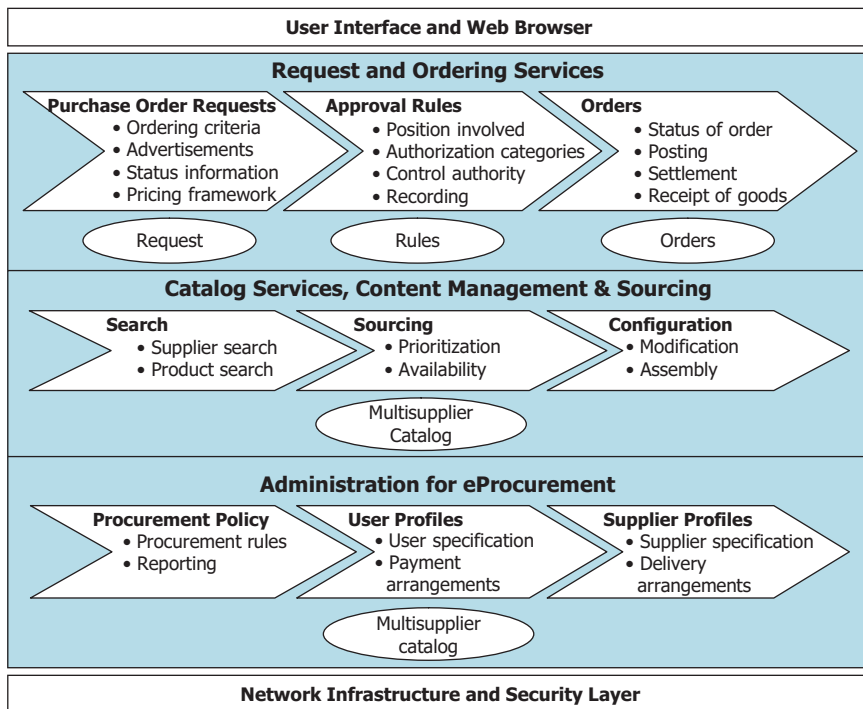 User Interface and Web Browser
Request and Ordering Services
Purchase Order Requests
• Ordering criteria
• Advertisements
• Status information
• Pricing framework
Approval Rules
• Position involved
• Authorization categories
• Control authority
• Recording
Orders
• Status of order
• Posting
• Settlement
• Receipt of goods
Request
Rules
Orders
Catalog Services, Content Management & Sourcing
Search
• Supplier search
• Product search
Sourcing
• Prioritization
• Availability
Configuration
• Modification
• Assembly
Multisupplier
Catalog
Administration for eProcurement
Procurement Policy
• Procurement rules
• Reporting
User Profiles
• User specification
• Payment
arrangements
Supplier Profiles
• Supplier specification
• Delivery
arrangements
Multisupplier
catalog
Network Infrastructure and Security Layer